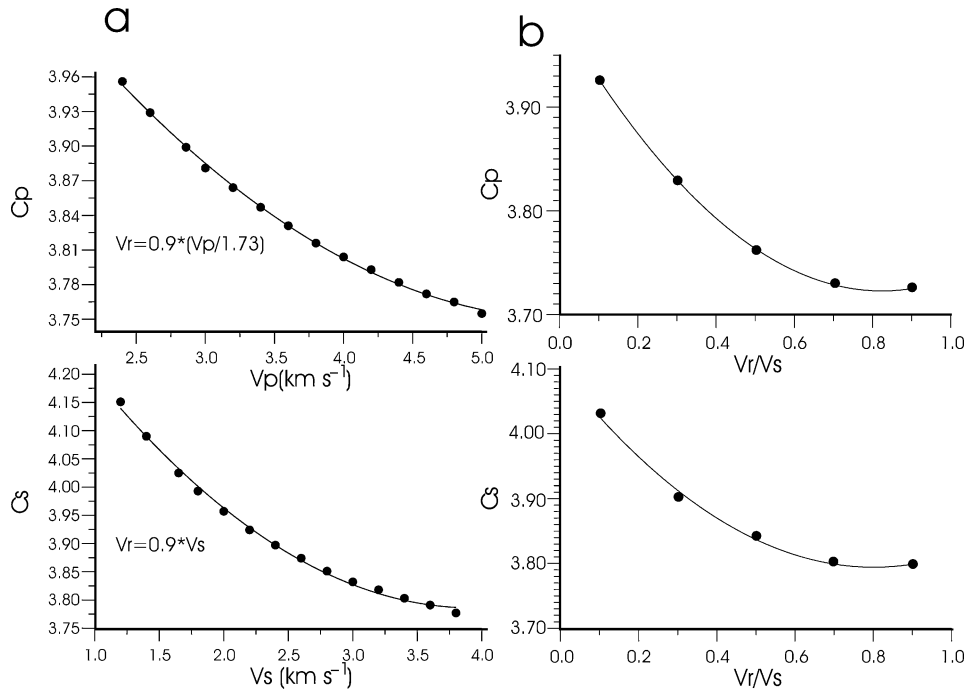 a
3.96
3.93
3.90
3.87
3.84
3.81
3.78
3.75
Cp
Vr=0.9*(Vp/1.73)
2.5 3.0 3.5 4.0 4.5 5.0
Vp(km s⁻¹)
b
3.90
3.80
3.70
Cp
0.0 0.2 0.4 0.6 0.8 1.0
Vr/Vs
4.20
4.15
4.10
4.05
4.00
3.95
3.90
3.85
3.80
3.75
Cs
Vr=0.9*Vs
1.0 1.5 2.0 2.5 3.0 3.5 4.0
Vs (km s⁻¹)
4.10
4.00
3.90
3.80
3.70
Cs
0.0 0.2 0.4 0.6 0.8 1.0
Vr/Vs